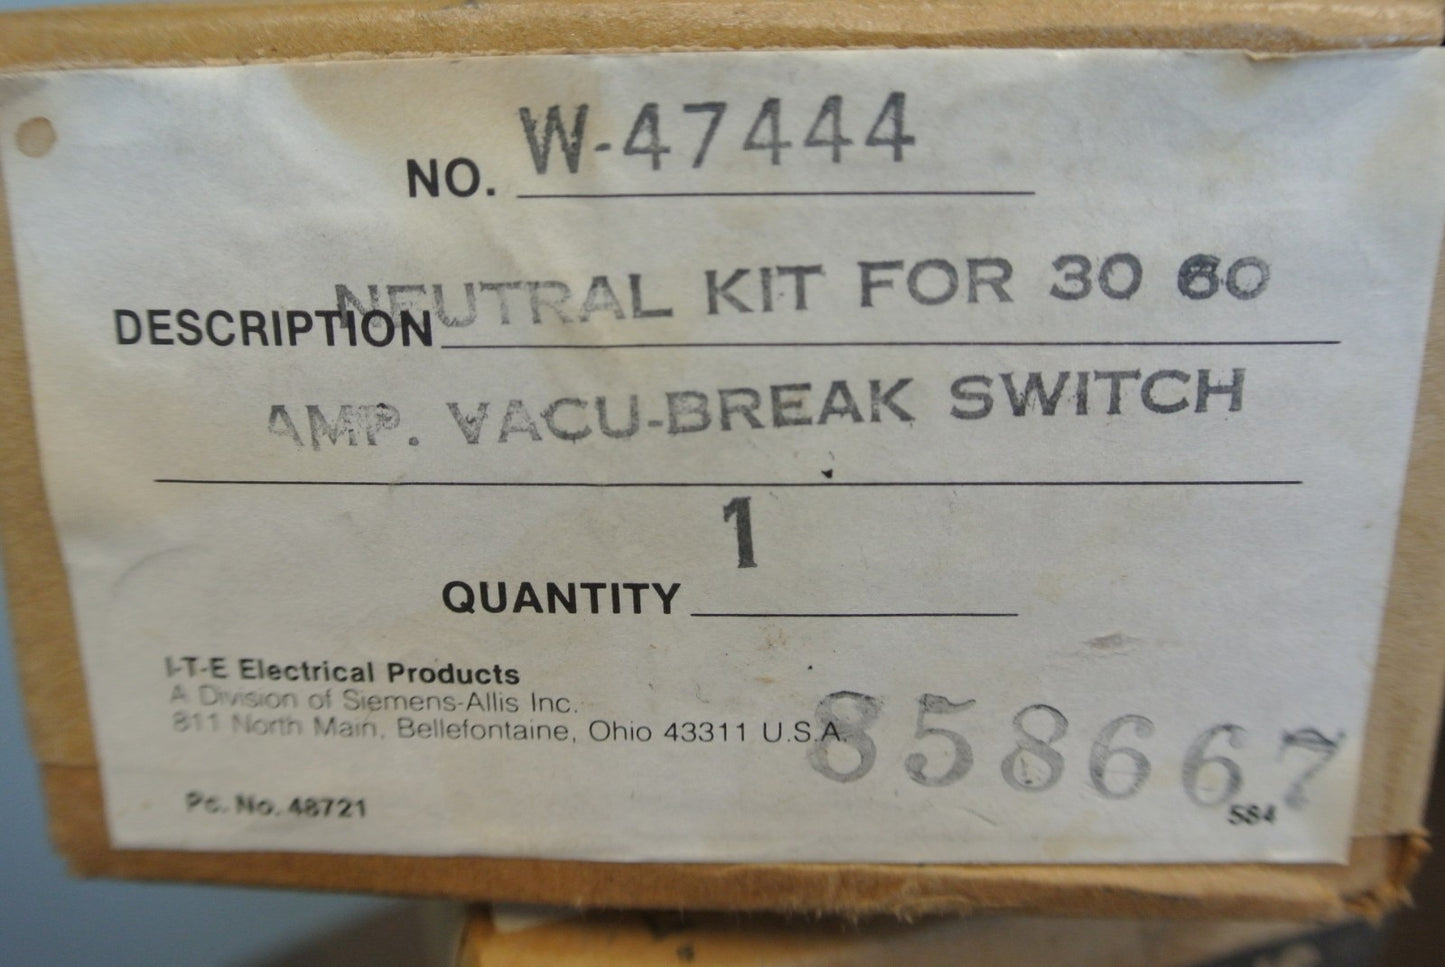 NO. W-47444
DESCRIPTION NEUTRAL KIT FOR 30 60
AMP. VACU-BREAK SWITCH
QUANTITY 1
I-T-E Electrical Products
A Division of Siemens-Allis Inc.
811 North Main, Bellefontaine, Ohio 43311 U.S.A.
858667
Pc. No. 48721
584